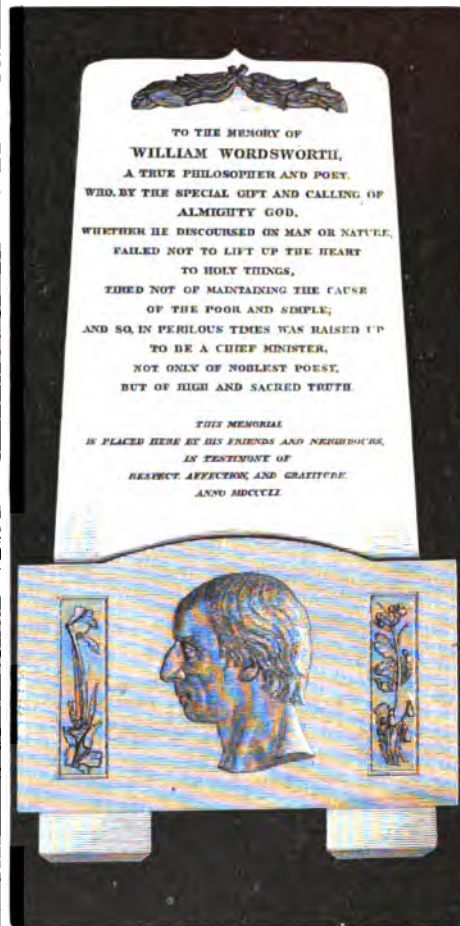 TO THE MEMORY OF
WILLIAM WORDSWORTH,
A TRUE PHILOSOPHER AND POET,
WHO, BY THE SPECIAL GIFT AND CALLING OF
ALMIGHTY GOD,
WHETHER HE DISCOURSED ON MAN OR NATURE,
FAILED NOT TO LIFT UP THE HEART
TO HOLY THINGS,
TIRED NOT OF MAINTAINING THE CAUSE
OF THE POOR AND SIMPLE;
AND SO, IN PERILOUS TIMES WAS RAISED UP
TO BE A CHIEF MINISTER,
NOT ONLY OF NOBLEST POESY,
BUT OF HIGH AND SACRED TRUTH.
THIS MEMORIAL
IS PLACED HERE BY HIS FRIENDS AND NEIGHBOURS,
IN TESTIMONY OF
RESPECT, AFFECTION, AND GRATITUDE.
ANNO MDCCCLI.